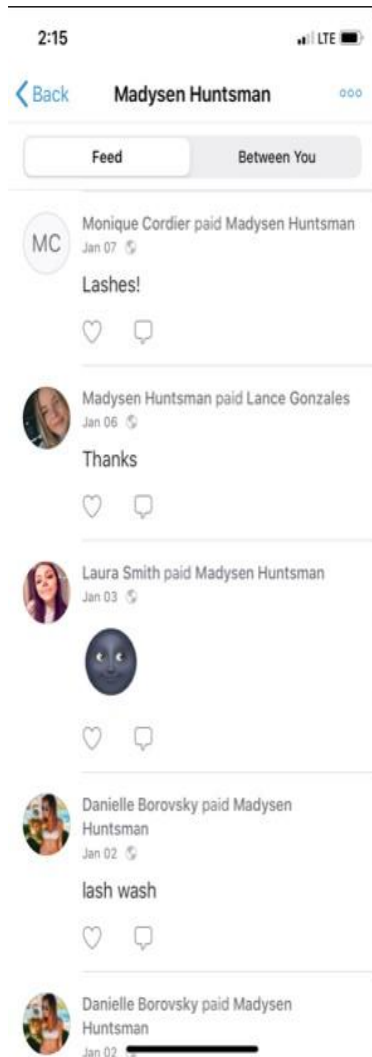 2:15 LTE
Back Madysen Huntsman
Feed Between You
MC
Monique Cordier paid Madysen Huntsman
Jan 07
Lashes!
Madysen Huntsman paid Lance Gonzales
Jan 06
Thanks
Laura Smith paid Madysen Huntsman
Jan 03
Danielle Borovsky paid Madysen
Huntsman
Jan 02
lash wash
Danielle Borovsky paid Madysen
Huntsman
Jan 02